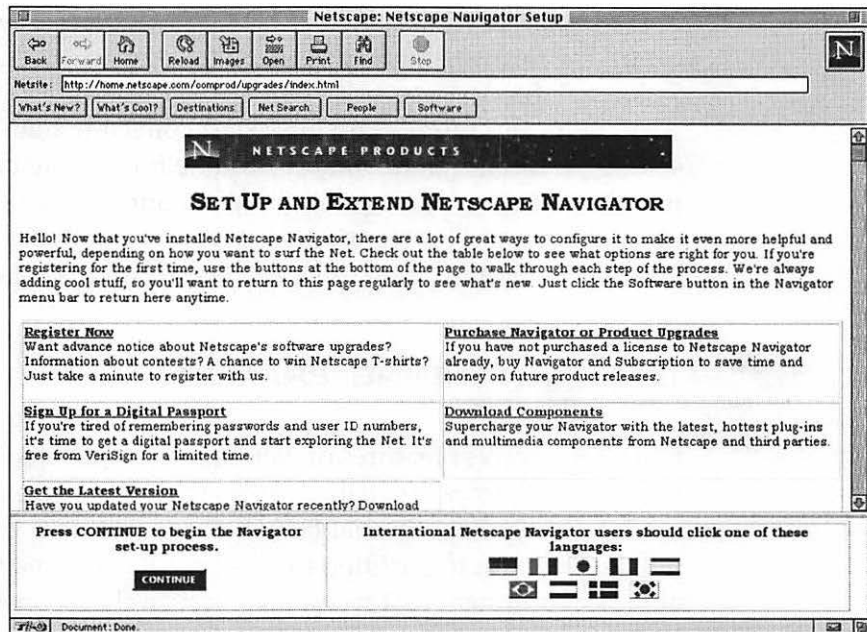 Netscape: Netscape Navigator Setup
Back Forward Home Reload Images Open Print Find Stop
N
Netsite: http://home.netscape.com/comprod/upgrades/index.html
What's New? What's Cool? Destinations Net Search People Software
N NETSCAPE PRODUCTS
SET UP AND EXTEND NETSCAPE NAVIGATOR
Hello! Now that you've installed Netscape Navigator, there are a lot of great ways to configure it to make it even more helpful and
powerful, depending on how you want to surf the Net. Check out the table below to see what options are right for you. If you're
registering for the first time, use the buttons at the bottom of the page to walk through each step of the process. We're always
adding cool stuff, so you'll want to return to this page regularly to see what's new. Just click the Software button in the Navigator
menu bar to return here anytime.
Register Now
Want advance notice about Netscape's software upgrades?
Information about contests? A chance to win Netscape T-shirts?
Just take a minute to register with us.
Purchase Navigator or Product Upgrades
If you have not purchased a license to Netscape Navigator
already, buy Navigator and Subscription to save time and
money on future product releases.
Sign Up for a Digital Passport
If you're tired of remembering passwords and user ID numbers,
it's time to get a digital passport and start exploring the Net. It's
free from VeriSign for a limited time.
Download Components
Supercharge your Navigator with the latest, hottest plug-ins
and multimedia components from Netscape and third parties.
Get the Latest Version
Have you updated your Netscape Navigator recently? Download
Press CONTINUE to begin the Navigator
set-up process.
CONTINUE
International Netscape Navigator users should click one of these
languages:
Document: Done.